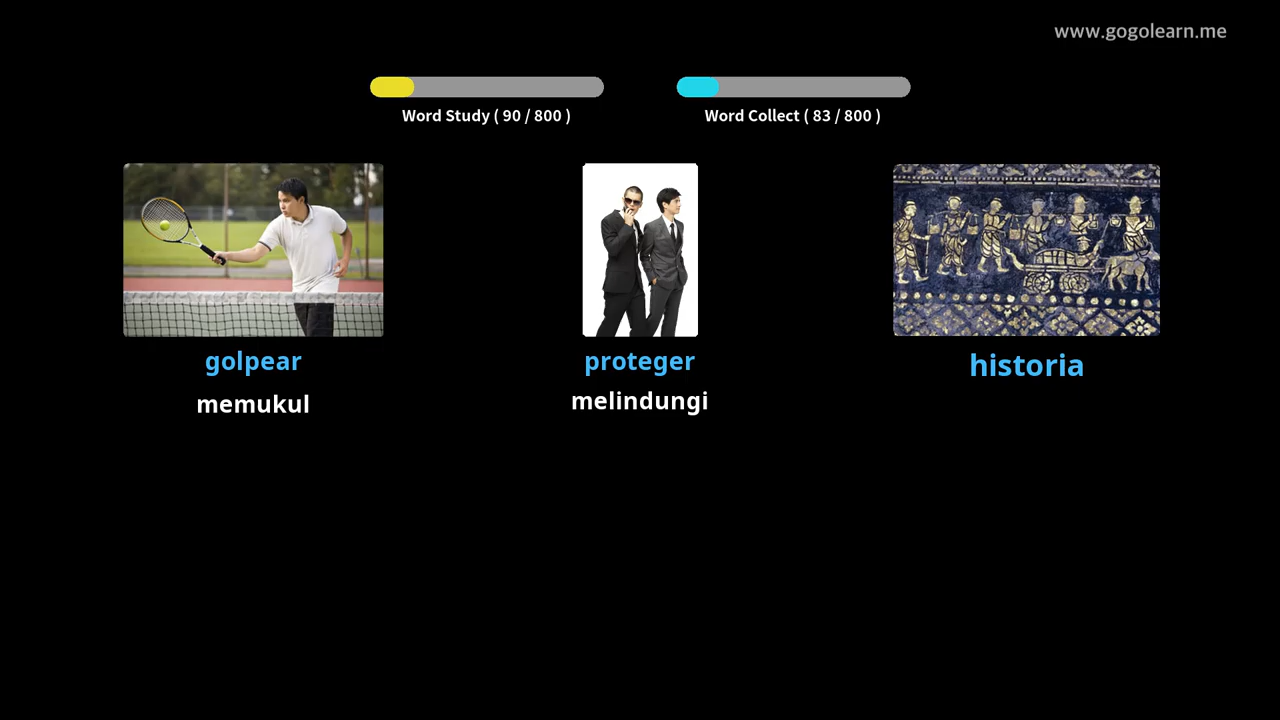 www.gogolearn.me
Word Study ( 90 / 800 )
Word Collect ( 83 / 800 )
golpear
memukul
proteger
melindungi
historia